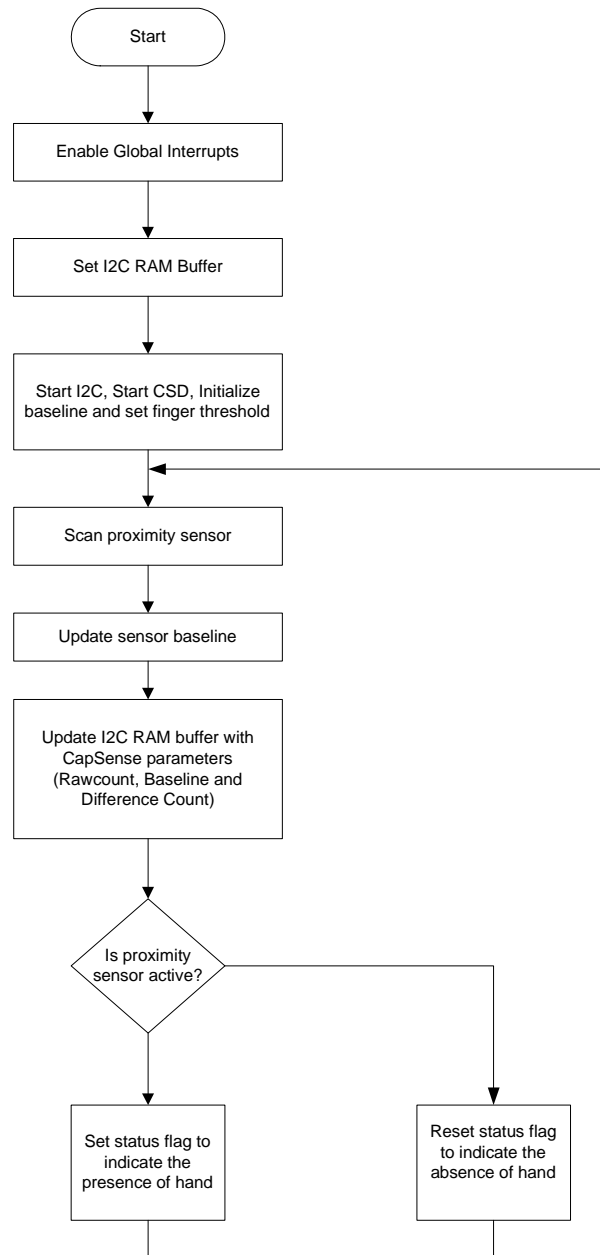 Start
Enable Global Interrupts
Set I2C RAM Buffer
Start I2C, Start CSD, Initialize
baseline and set finger threshold
Scan proximity sensor
Update sensor baseline
Update I2C RAM buffer with
CapSense parameters
(Rawcount, Baseline and
Difference Count)
Is proximity
sensor active?
Set status flag to
indicate the
presence of hand
Reset status flag
to indicate the
absence of hand